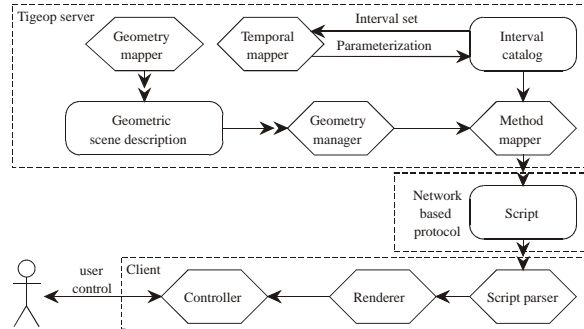 Tigeop server
Interval set
Geometry
mapper
Temporal
mapper
Parameterization
Interval
catalog
Geometric
scene description
Geometry
manager
Method
mapper
Network
based
protocol
Script
user
control
Client
Controller
Renderer
Script parser